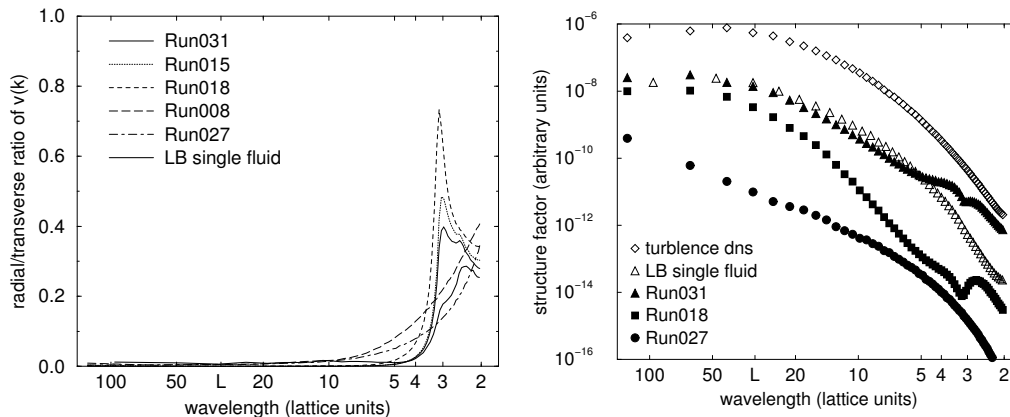 1.0
0.8
0.6
0.4
0.2
0.0
radial/transverse ratio of v(k)
Run031
Run015
Run018
Run008
Run027
LB single fluid
100 50 L 20 10 5 4 3 2
wavelength (lattice units)
10-6
10-8
10-10
10-12
10-14
10-16
structure factor (arbitrary units)
turblence dns
LB single fluid
Run031
Run018
Run027
100 50 L 20 10 5 4 3 2
wavelength (lattice units)